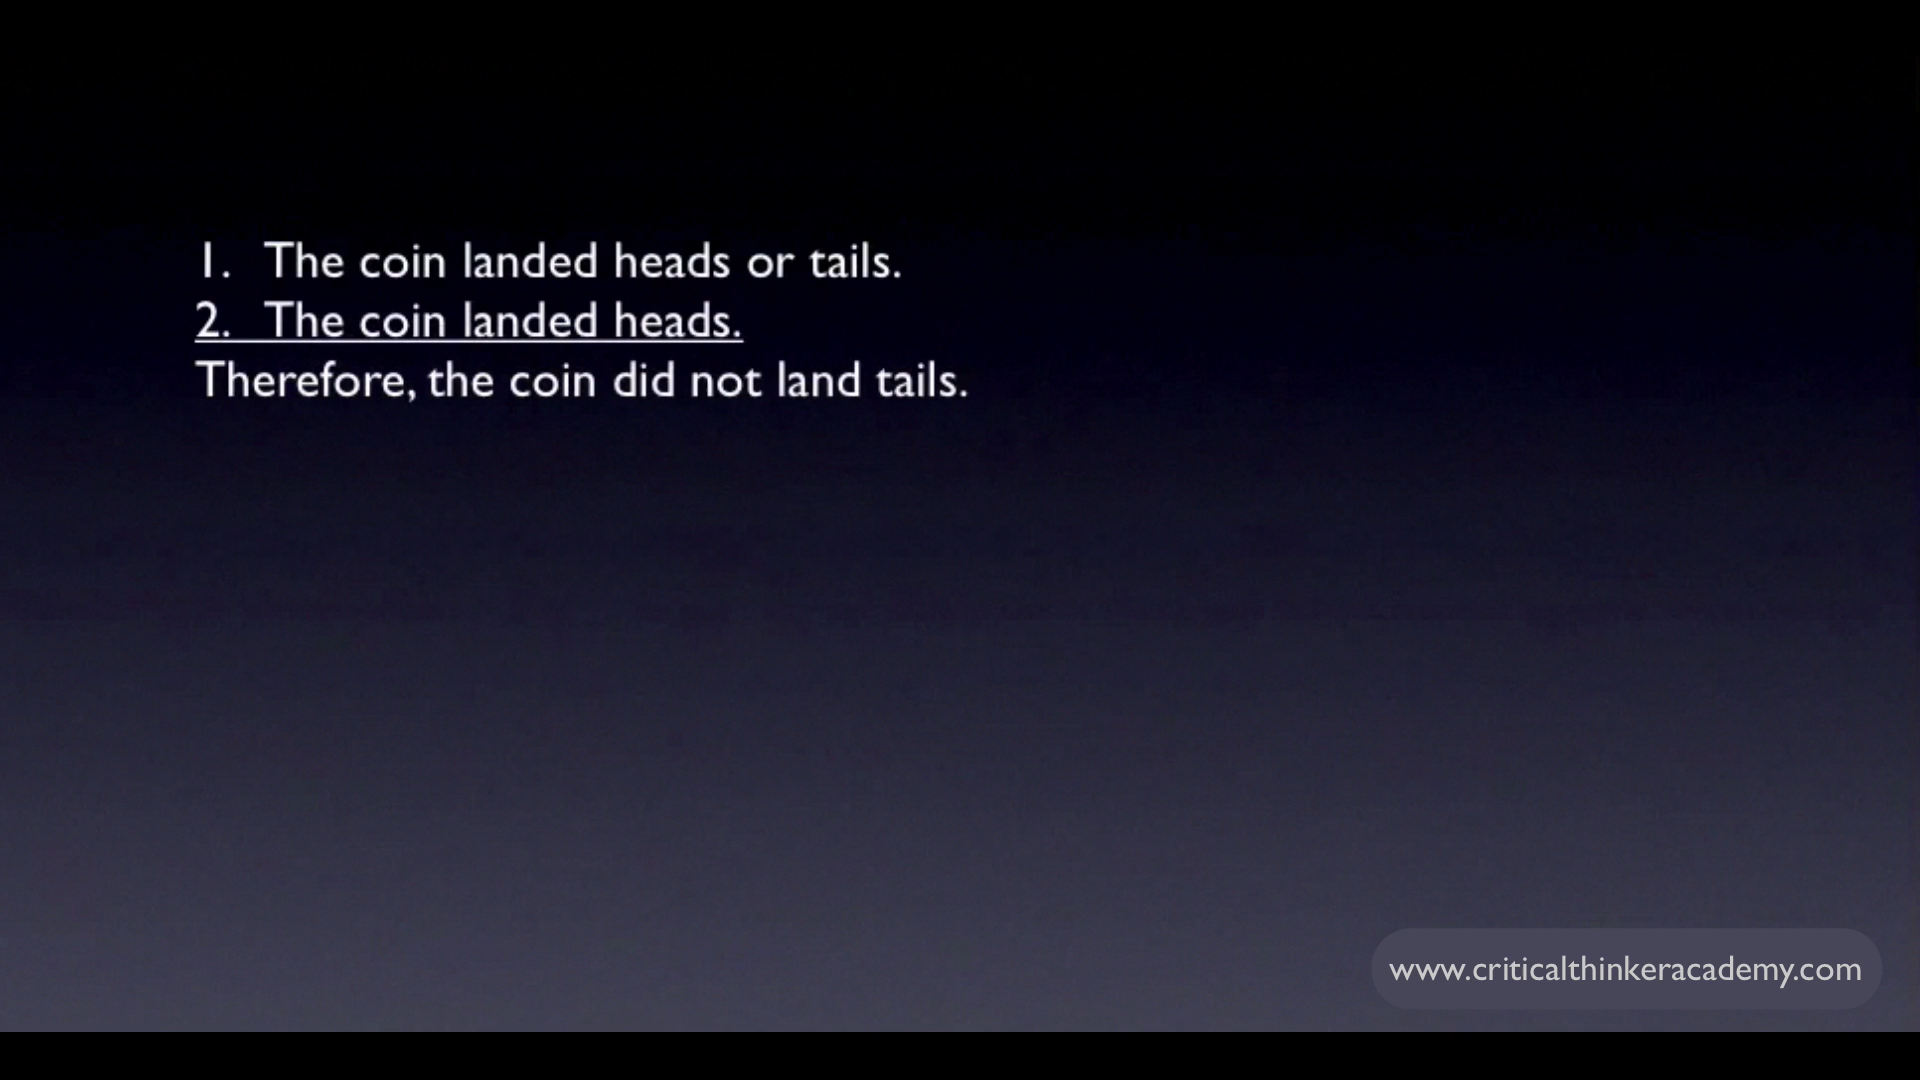 1. The coin landed heads or tails.
2. The coin landed heads.
Therefore, the coin did not land tails.
www.criticalthinkeracademy.com